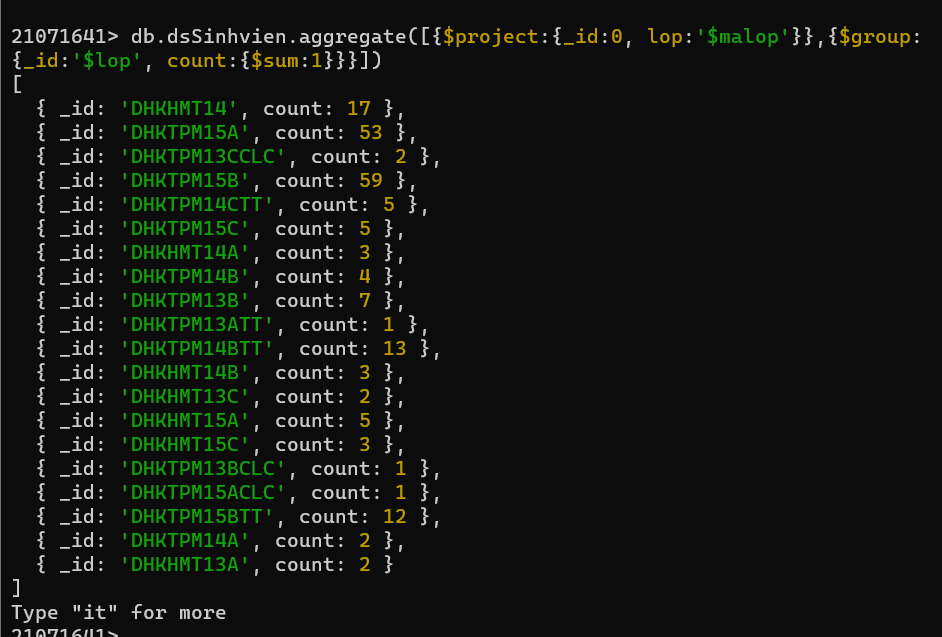 21071641> db.dsSinhvien.aggregate([{$project:{_id:0, lop:'$malop'}},{$group:
{_id:'$lop', count:{$sum:1}}}])
[
  { _id: 'DHKHMT14', count: 17 },
  { _id: 'DHKTPM15A', count: 53 },
  { _id: 'DHKTPM13CCLC', count: 2 },
  { _id: 'DHKTPM15B', count: 59 },
  { _id: 'DHKTPM14CTT', count: 5 },
  { _id: 'DHKTPM15C', count: 5 },
  { _id: 'DHKHMT14A', count: 3 },
  { _id: 'DHKTPM14B', count: 4 },
  { _id: 'DHKTPM13B', count: 7 },
  { _id: 'DHKTPM13ATT', count: 1 },
  { _id: 'DHKTPM14BTT', count: 13 },
  { _id: 'DHKHMT14B', count: 3 },
  { _id: 'DHKHMT13C', count: 2 },
  { _id: 'DHKHMT15A', count: 5 },
  { _id: 'DHKHMT15C', count: 3 },
  { _id: 'DHKTPM13BCLC', count: 1 },
  { _id: 'DHKTPM15ACLC', count: 1 },
  { _id: 'DHKTPM15BTT', count: 12 },
  { _id: 'DHKTPM14A', count: 2 },
  { _id: 'DHKHMT13A', count: 2 }
]
Type "it" for more
21071641>